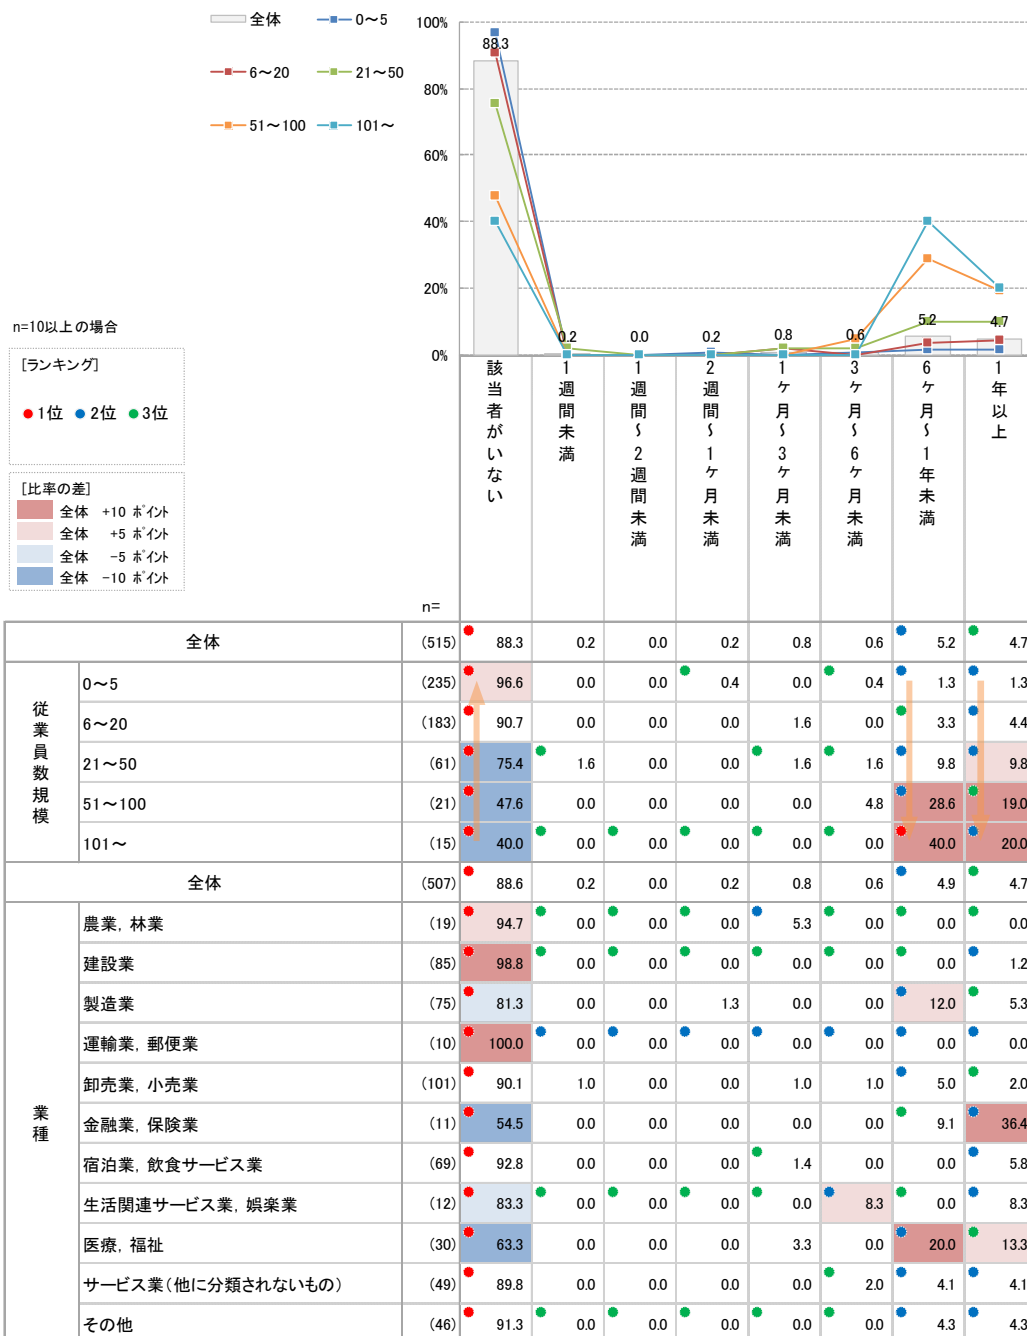 全体 0～5
6～20 21～50
51～100 101～
100%
80%
60%
40%
20%
0%
88.3 0.2 0.0 0.2 0.8 0.6 5.2 4.7
n=10以上の場合
[ランキング]
1位 2位 3位
[比率の差]
全体 +10 ポイント
全体 +5 ポイント
全体 -5 ポイント
全体 -10 ポイント
該当者がいない
1週間未満
1週間～2週間未満
2週間～1ヶ月未満
1ヶ月～3ヶ月未満
3ヶ月～6ヶ月未満
6ヶ月～1年未満
1年以上
n=
全体 (515) 88.3 0.2 0.0 0.2 0.8 0.6 5.2 4.7
従業員数規模
0～5 (235) 96.6 0.0 0.0 0.4 0.0 0.4 1.3 1.3
6～20 (183) 90.7 0.0 0.0 0.0 1.6 0.0 3.3 4.4
21～50 (61) 75.4 1.6 0.0 0.0 1.6 1.6 9.8 9.8
51～100 (21) 47.6 0.0 0.0 0.0 0.0 4.8 28.6 19.0
101～ (15) 40.0 0.0 0.0 0.0 0.0 0.0 40.0 20.0
全体 (507) 88.6 0.2 0.0 0.2 0.8 0.6 4.9 4.7
業種
農業，林業 (19) 94.7 0.0 0.0 0.0 5.3 0.0 0.0 0.0
建設業 (85) 98.8 0.0 0.0 0.0 0.0 0.0 0.0 1.2
製造業 (75) 81.3 0.0 0.0 1.3 0.0 0.0 12.0 5.3
運輸業，郵便業 (10) 100.0 0.0 0.0 0.0 0.0 0.0 0.0 0.0
卸売業，小売業 (101) 90.1 1.0 0.0 0.0 1.0 1.0 5.0 2.0
金融業，保険業 (11) 54.5 0.0 0.0 0.0 0.0 0.0 9.1 36.4
宿泊業，飲食サービス業 (69) 92.8 0.0 0.0 0.0 1.4 0.0 0.0 5.8
生活関連サービス業，娯楽業 (12) 83.3 0.0 0.0 0.0 0.0 8.3 0.0 8.3
医療，福祉 (30) 63.3 0.0 0.0 0.0 3.3 0.0 20.0 13.3
サービス業（他に分類されないもの） (49) 89.8 0.0 0.0 0.0 0.0 2.0 4.1 4.1
その他 (46) 91.3 0.0 0.0 0.0 0.0 0.0 4.3 4.3